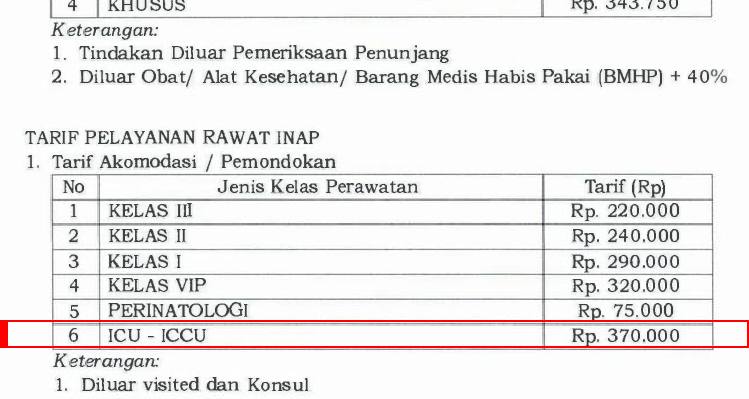 4 KHUSUS Rp. 343.750
Keterangan:
1. Tindakan Diluar Pemeriksaan Penunjang
2. Diluar Obat/ Alat Kesehatan/ Barang Medis Habis Pakai (BMHP) + 40%
TARIF PELAYANAN RAWAT INAP
1. Tarif Akomodasi / Pemondokan
No Jenis Kelas Perawatan Tarif (Rp)
1 KELAS III Rp. 220.000
2 KELAS II Rp. 240.000
3 KELAS I Rp. 290.000
4 KELAS VIP Rp. 320.000
5 PERINATOLOGI Rp. 75.000
6 ICU - ICCU Rp. 370.000
Keterangan:
1. Diluar visited dan Konsul